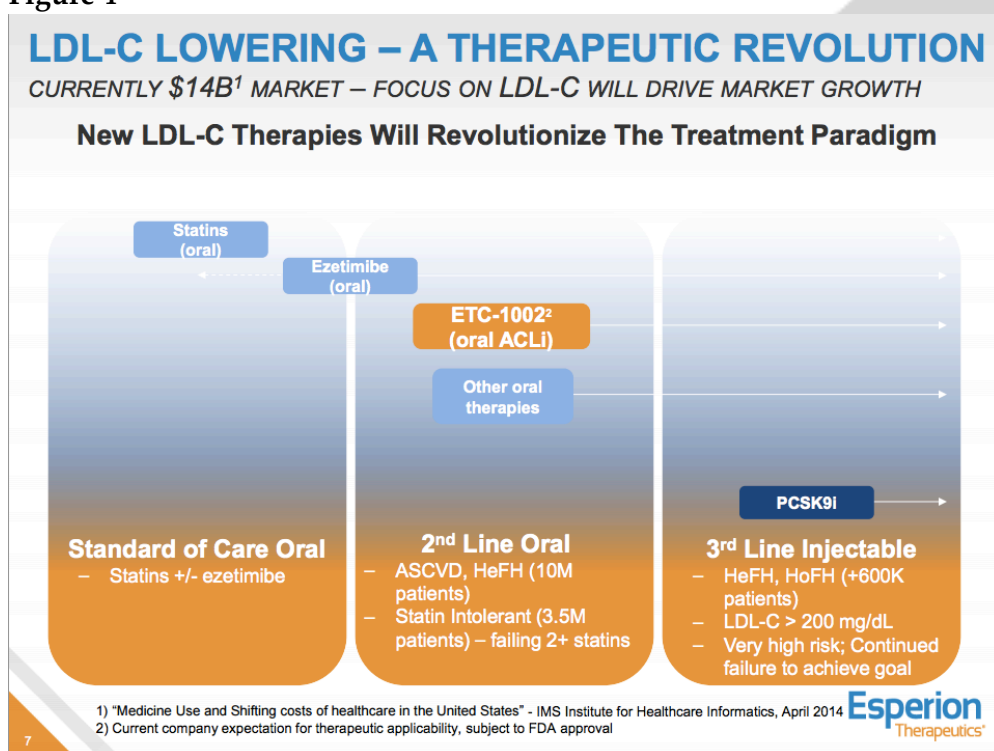 Figure 1
LDL-C LOWERING – A THERAPEUTIC REVOLUTION
CURRENTLY $14B¹ MARKET – FOCUS ON LDL-C WILL DRIVE MARKET GROWTH
New LDL-C Therapies Will Revolutionize The Treatment Paradigm
Statins
(oral)
Ezetimibe
(oral)
ETC-1002²
(oral ACLi)
Other oral
therapies
PCSK9i
Standard of Care Oral
– Statins +/- ezetimibe
2nd Line Oral
– ASCVD, HeFH (10M
patients)
– Statin Intolerant (3.5M
patients) – failing 2+ statins
3rd Line Injectable
– HeFH, HoFH (+600K
patients)
– LDL-C > 200 mg/dL
– Very high risk; Continued
failure to achieve goal
1) “Medicine Use and Shifting costs of healthcare in the United States” - IMS Institute for Healthcare Informatics, April 2014
2) Current company expectation for therapeutic applicability, subject to FDA approval
Esperion
Therapeutics
7